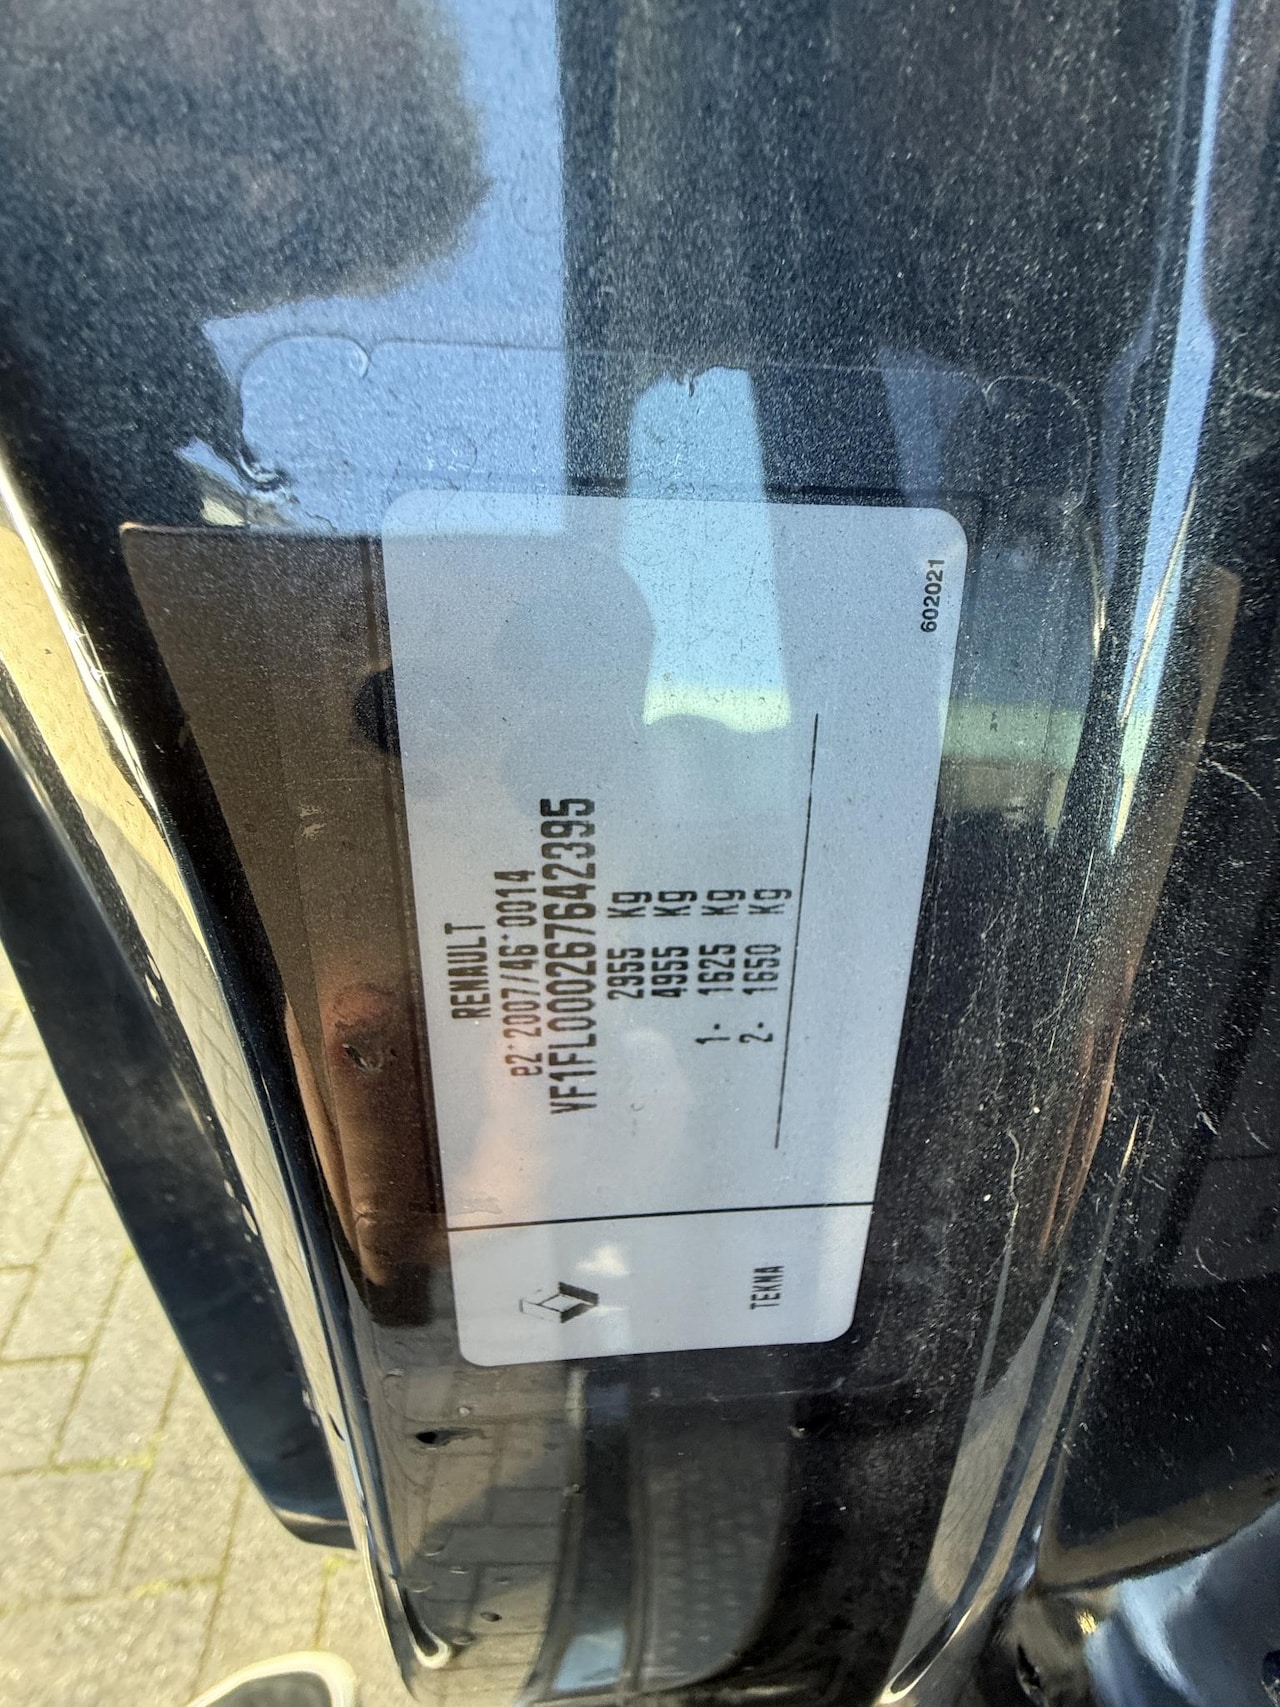 RENAULT
e2*2007/46*0014
VF1FL000267642395
2955 Kg
4955 Kg
1- 1625 Kg
2- 1650 Kg
TEKNA
602021